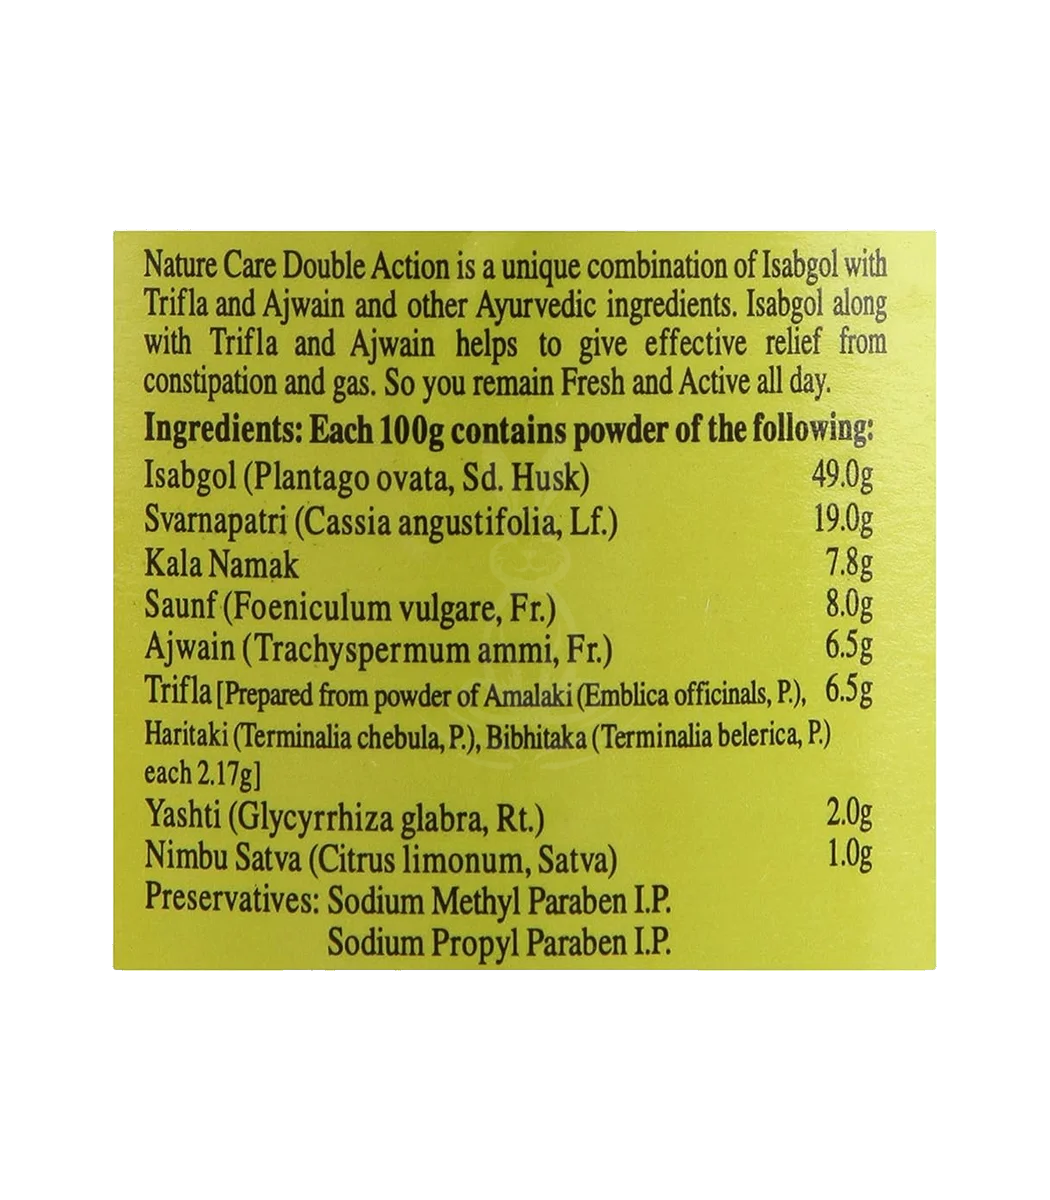 Nature Care Double Action is a unique combination of Isabgol with
Trifla and Ajwain and other Ayurvedic ingredients. Isabgol along
with Trifla and Ajwain helps to give effective relief from
constipation and gas. So you remain Fresh and Active all day.
Ingredients: Each 100g contains powder of the following:
Isabgol (Plantago ovata, Sd. Husk) 49.0g
Svarnapatri (Cassia angustifolia, Lf.) 19.0g
Kala Namak 7.8g
Saunf (Foeniculum vulgare, Fr.) 8.0g
Ajwain (Trachyspermum ammi, Fr.) 6.5g
Trifla [Prepared from powder of Amalaki (Emblica officinals, P.), 6.5g
Haritaki (Terminalia chebula, P.), Bibhitaka (Terminalia belerica, P.)
each 2.17g]
Yashti (Glycyrrhiza glabra, Rt.) 2.0g
Nimbu Satva (Citrus limonum, Satva) 1.0g
Preservatives: Sodium Methyl Paraben I.P.
Sodium Propyl Paraben I.P.